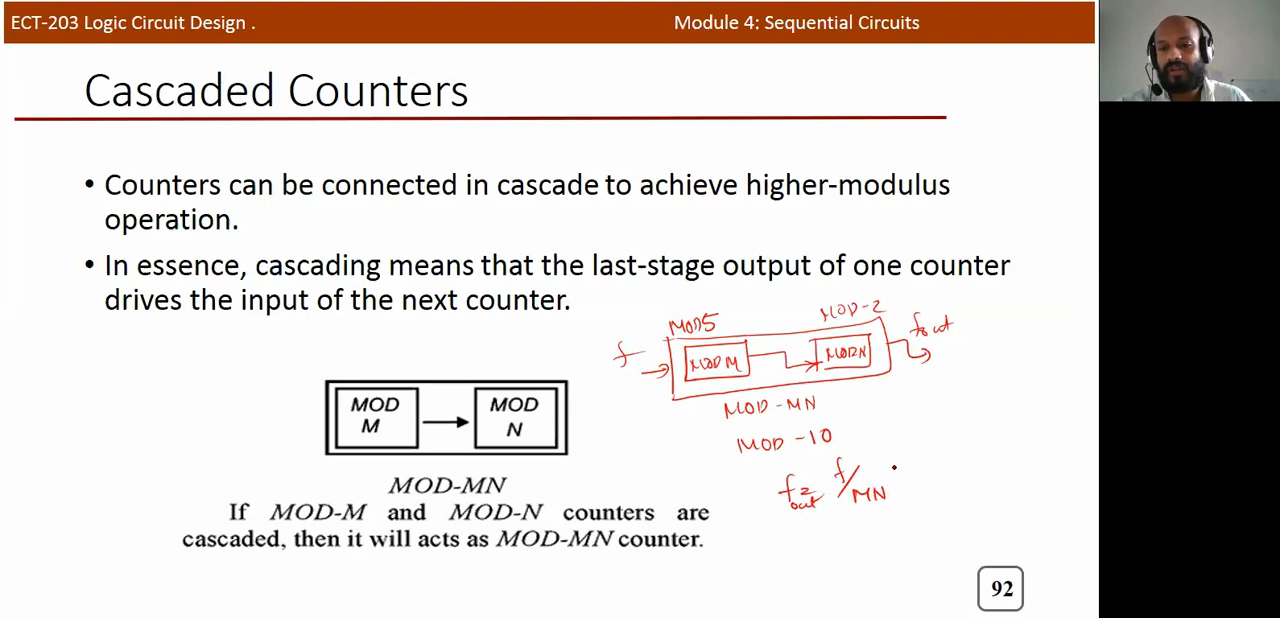 ECT-203 Logic Circuit Design .
Module 4: Sequential Circuits
Cascaded Counters
• Counters can be connected in cascade to achieve higher-modulus
operation.
• In essence, cascading means that the last-stage output of one counter
drives the input of the next counter.
MOD5
MOD-2
f
MOD M
MOD N
fout
MOD-MN
MOD-10
fout = f/MN
MOD
M
MOD
N
MOD-MN
If MOD-M and MOD-N counters are
cascaded, then it will acts as MOD-MN counter.
92